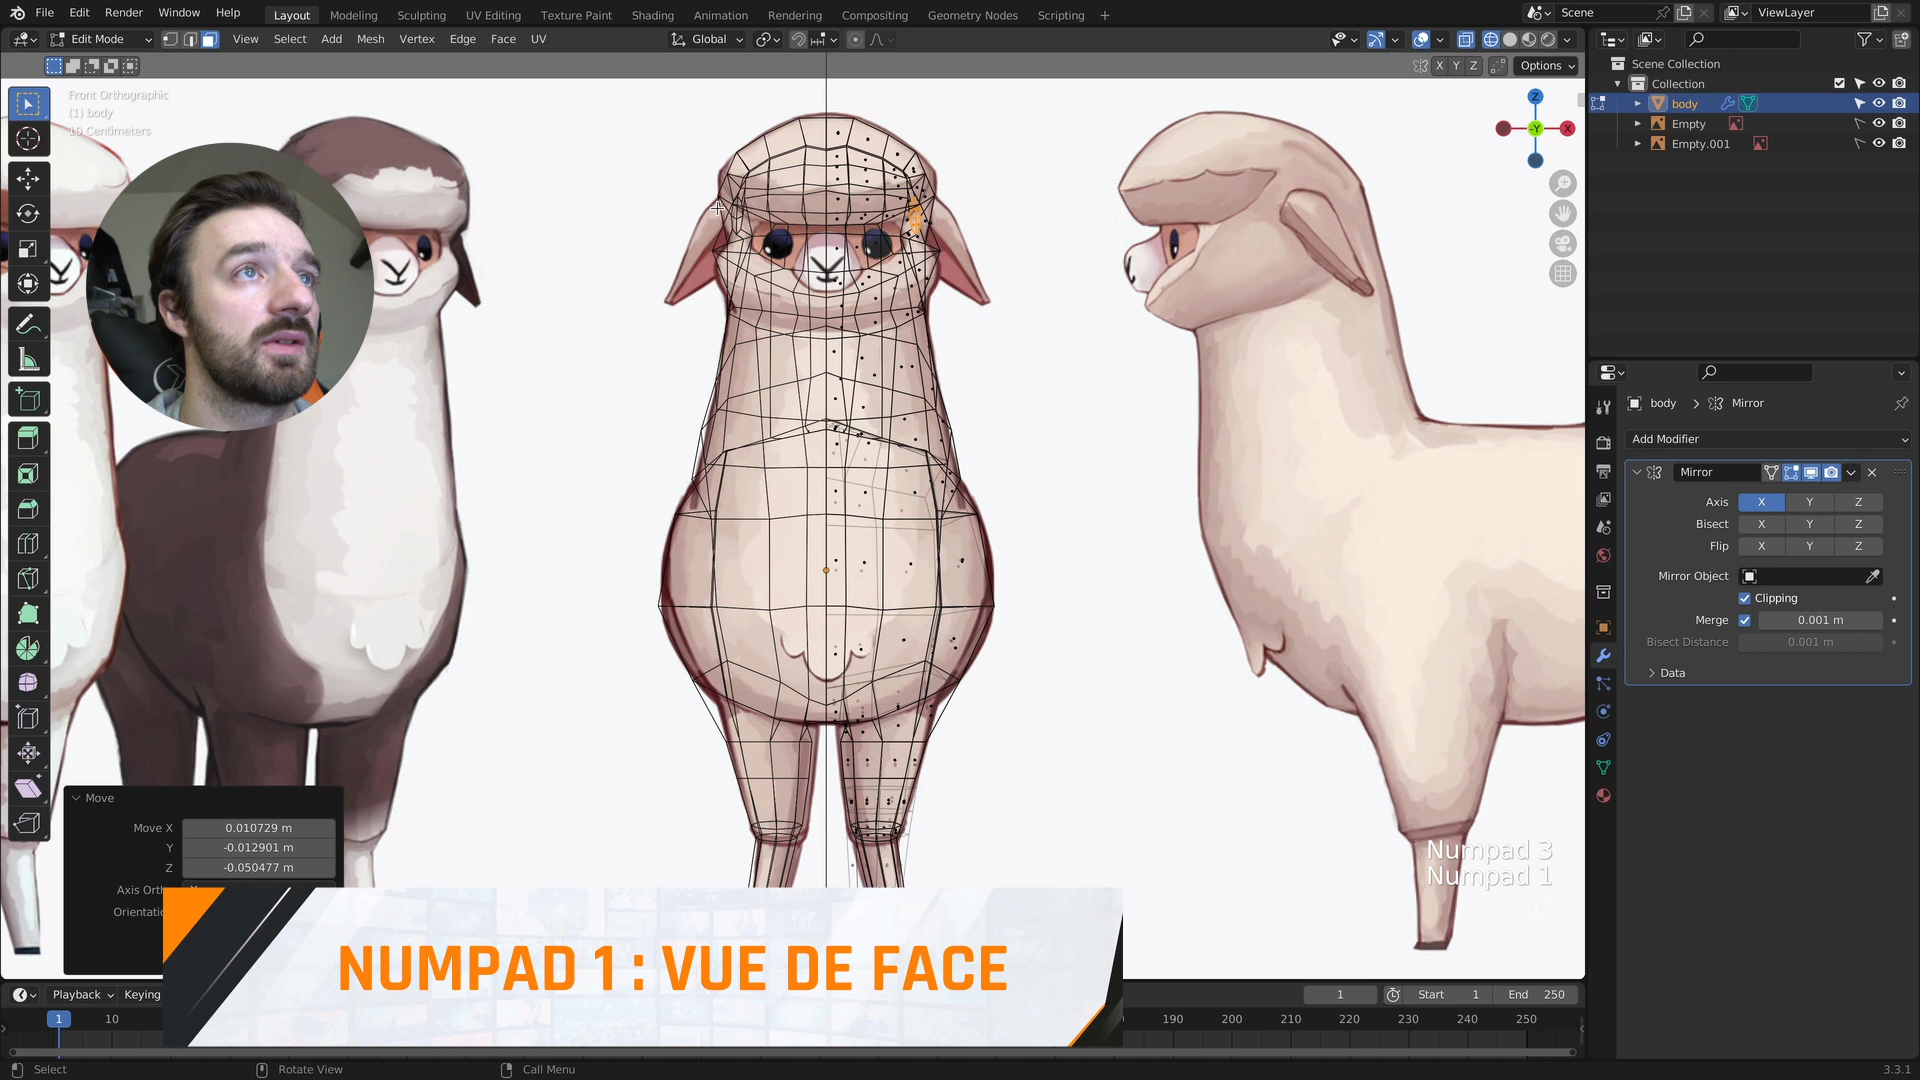 File Edit Render Window Help Layout Modeling Sculpting UV Editing Texture Paint Shading Animation Rendering Compositing Geometry Nodes Scripting + Scene ViewLayer
Edit Mode View Select Add Mesh Vertex Edge Face UV Global
X Y Z Options
Front Orthographic
(1) body
10 Centimeters
Scene Collection
Collection
body
Empty
Empty.001
Z
-Y
X
body > Mirror
Add Modifier
Mirror
Axis X Y Z
Bisect X Y Z
Flip X Y Z
Mirror Object
Clipping
Merge 0.001 m
Bisect Distance 0.001 m
Data
Move
Move X 0.010729 m
Y -0.012901 m
Z -0.050477 m
Numpad 3
Numpad 1
NUMPAD 1 : VUE DE FACE
Playback Keying 1 Start 1 End 250
1 10 190 200 210 220 230 240 250
Select Rotate View Call Menu 3.3.1